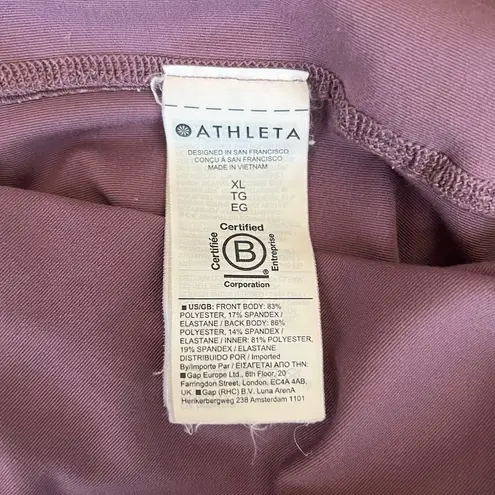 ATHLETA
DESIGNED IN SAN FRANCISCO
CONÇU À SAN FRANCISCO
MADE IN VIETNAM
XL
TG
EG
Certified
Certifiée
B
®
Entreprise
Corporation
■ US/GB: FRONT BODY: 83%
POLYESTER, 17% SPANDEX /
ELASTANE / BACK BODY: 86%
POLYESTER, 14% SPANDEX /
ELASTANE / INNER: 81% POLYESTER,
19% SPANDEX / ELASTANE
DISTRIBUIDO POR / Imported
By/Importe Par / ΕΙΣΑΓΕΤΑΙ ΑΠΟ ΤΗΝ:
■ Gap Europe Ltd., 8th Floor, 20
Farringdon Street, London, EC4A 4AB,
UK. ■ Gap (RHC) B.V. Luna ArenA
Herikerbergweg 238 Amsterdam 1101